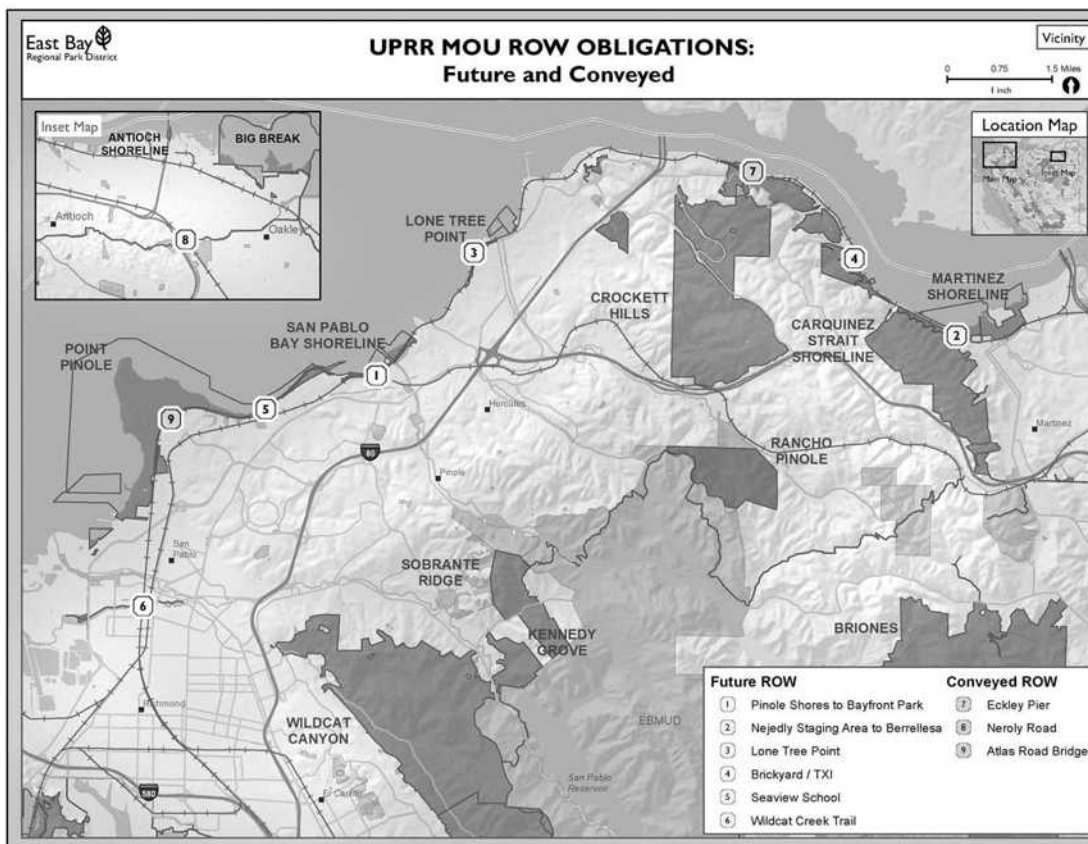 East Bay
Regional Park District
UPRR MOU ROW OBLIGATIONS:
Future and Conveyed
Vicinity
0 0.75 1.5 Miles
1 inch
Inset Map
ANTIOCH
SHORELINE
BIG BREAK
Antioch
8
Oakley
Location Map
Main Map
Inset Map
7
LONE TREE
POINT
3
4
MARTINEZ
SHORELINE
CROCKETT
HILLS
SAN PABLO
BAY SHORELINE
CARQUINEZ
STRAIT
SHORELINE
2
POINT
PINOLE
1
5
9
Hercules
Martinez
80
RANCHO
PINOLE
Pinole
San
Pablo
SOBRANTE
RIDGE
6
KENNEDY
GROVE
BRIONES
Richmond
WILDCAT
CANYON
EBMUD
San Pablo
Reservoir
580
El Cerrito
Future ROW
1 Pinole Shores to Bayfront Park
2 Nejedly Staging Area to Berrellesa
3 Lone Tree Point
4 Brickyard / TXI
5 Seaview School
6 Wildcat Creek Trail
Conveyed ROW
7 Eckley Pier
8 Neroly Road
9 Atlas Road Bridge